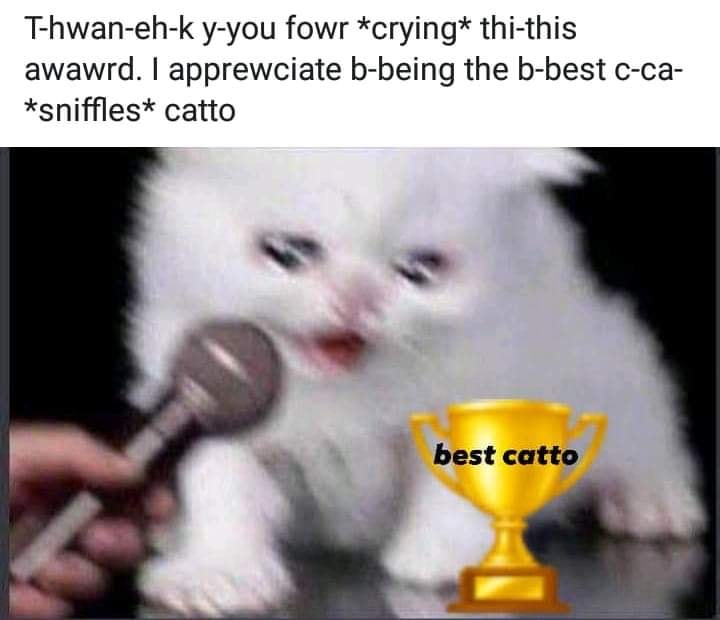 T-hwan-eh-k y-you fowr *crying* thi-this
awawrd. I apprewciate b-being the b-best c-ca-
*sniffles* catto
best catto